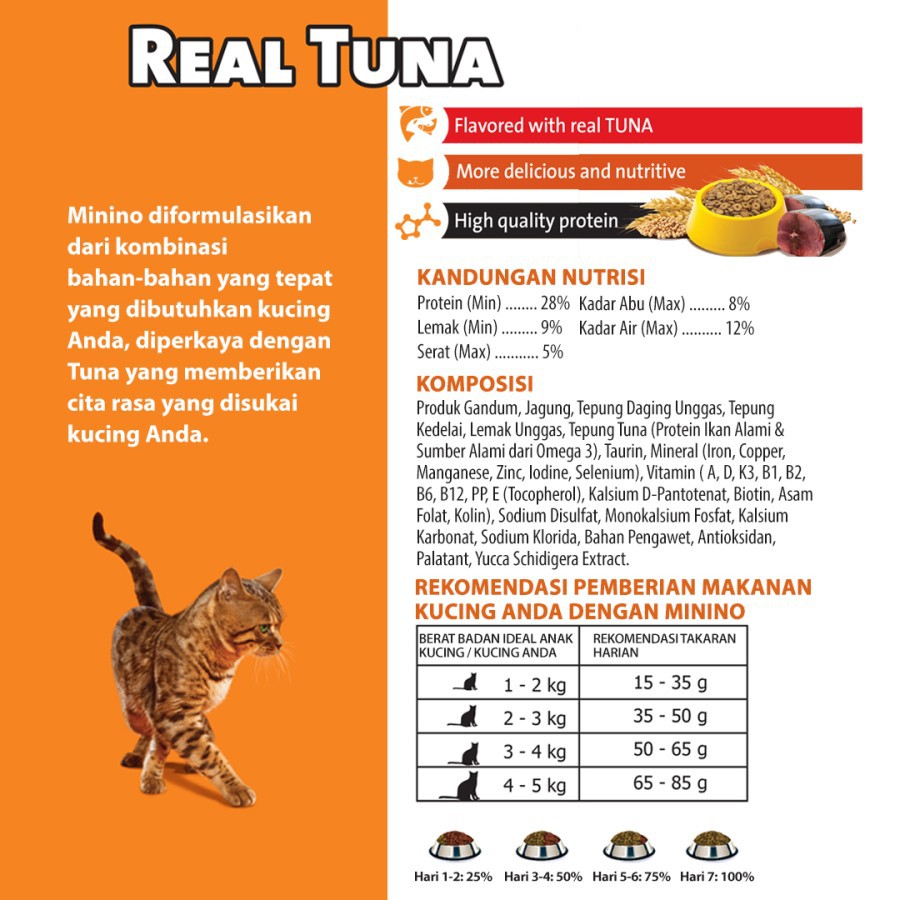 REAL TUNA
Flavored with real TUNA
More delicious and nutritive
High quality protein
Minino diformulasikan
dari kombinasi
bahan-bahan yang tepat
yang dibutuhkan kucing
Anda, diperkaya dengan
Tuna yang memberikan
cita rasa yang disukai
kucing Anda.
KANDUNGAN NUTRISI
Protein (Min) ........ 28% Kadar Abu (Max) ......... 8%
Lemak (Min) ......... 9% Kadar Air (Max) .......... 12%
Serat (Max) ........... 5%
KOMPOSISI
Produk Gandum, Jagung, Tepung Daging Unggas, Tepung
Kedelai, Lemak Unggas, Tepung Tuna (Protein Ikan Alami &
Sumber Alami dari Omega 3), Taurin, Mineral (Iron, Copper,
Manganese, Zinc, Iodine, Selenium), Vitamin ( A, D, K3, B1, B2,
B6, B12, PP, E (Tocopherol), Kalsium D-Pantotenat, Biotin, Asam
Folat, Kolin), Sodium Disulfat, Monokalsium Fosfat, Kalsium
Karbonat, Sodium Klorida, Bahan Pengawet, Antioksidan,
Palatant, Yucca Schidigera Extract.
REKOMENDASI PEMBERIAN MAKANAN
KUCING ANDA DENGAN MININO
BERAT BADAN IDEAL ANAK
KUCING / KUCING ANDA
REKOMENDASI TAKARAN
HARIAN
1 - 2 kg 15 - 35 g
2 - 3 kg 35 - 50 g
3 - 4 kg 50 - 65 g
4 - 5 kg 65 - 85 g
Hari 1-2: 25% Hari 3-4: 50% Hari 5-6: 75% Hari 7: 100%